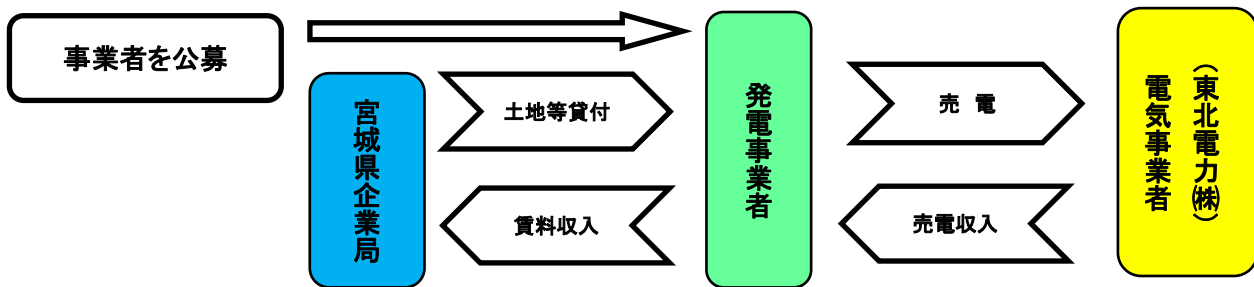 事業者を公募
宮城県企業局
土地等貸付
賃料収入
発電事業者
売 電
売電収入
電気事業者
（東北電力㈱）